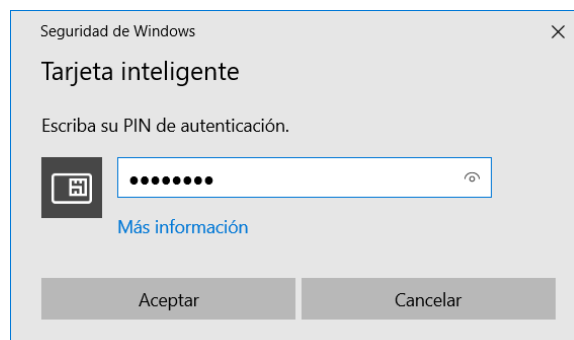 Seguridad de Windows
Tarjeta inteligente
Escriba su PIN de autenticación.
●●●●●●●●
Más información
Aceptar
Cancelar